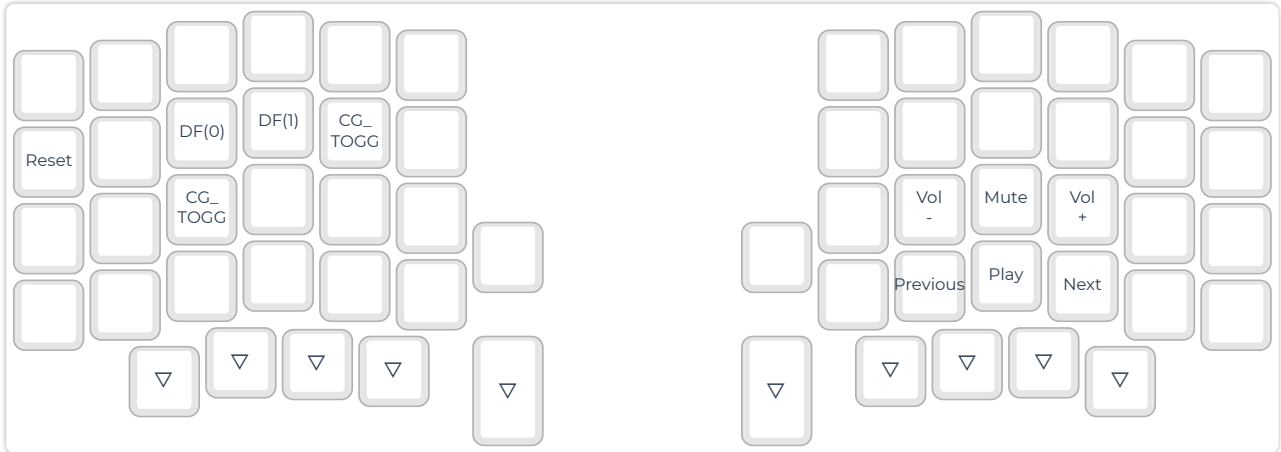 Reset
DF(0)
DF(1)
CG_
TOGG
CG_
TOGG
Vol
-
Mute
Vol
+
Previous
Play
Next
▽
▽
▽
▽
▽
▽
▽
▽
▽
▽